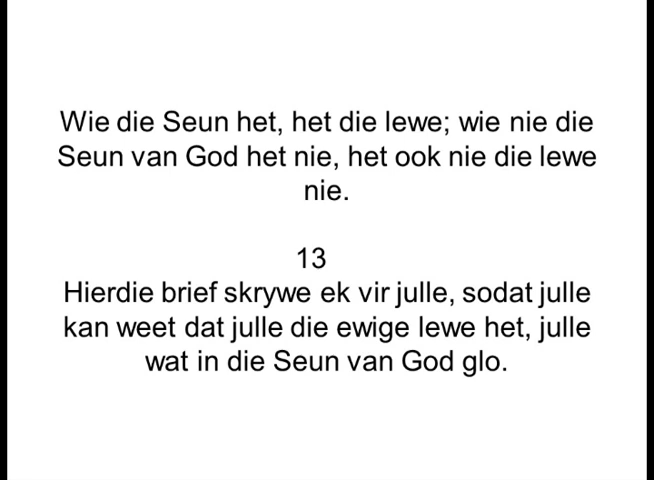 Wie die Seun het, het die lewe; wie nie die
Seun van God het nie, het ook nie die lewe
nie.
13
Hierdie brief skrywe ek vir julle, sodat julle
kan weet dat julle die ewige lewe het, julle
wat in die Seun van God glo.